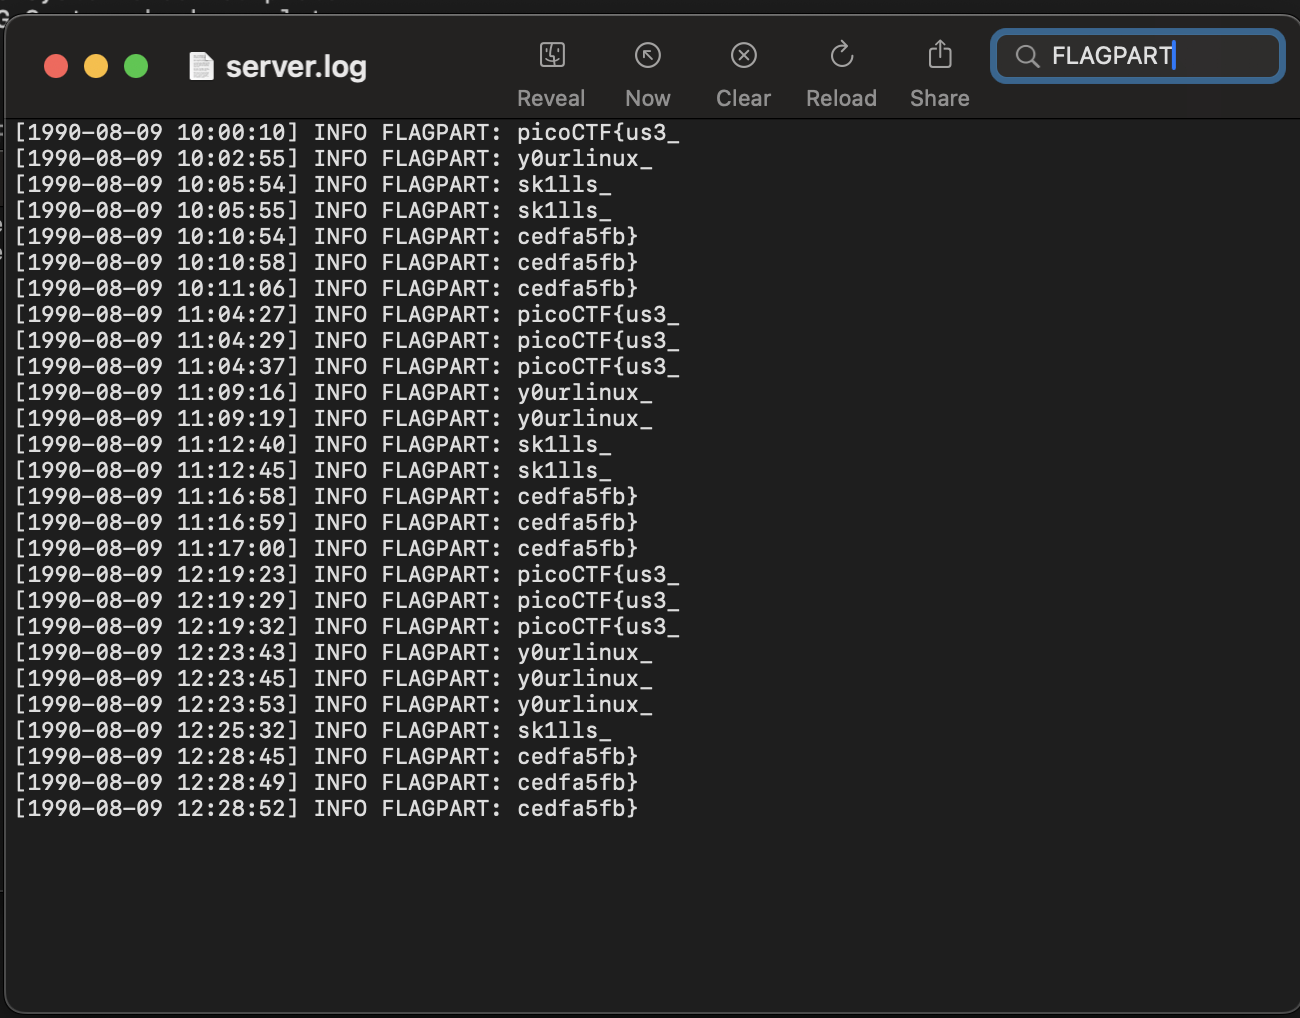 server.log
Reveal
Now
Clear
Reload
Share
FLAGPART
[1990-08-09 10:00:10] INFO FLAGPART: picoCTF{us3_
[1990-08-09 10:02:55] INFO FLAGPART: y0urlinux_
[1990-08-09 10:05:54] INFO FLAGPART: sk1lls_
[1990-08-09 10:05:55] INFO FLAGPART: sk1lls_
[1990-08-09 10:10:54] INFO FLAGPART: cedfa5fb}
[1990-08-09 10:10:58] INFO FLAGPART: cedfa5fb}
[1990-08-09 10:11:06] INFO FLAGPART: cedfa5fb}
[1990-08-09 11:04:27] INFO FLAGPART: picoCTF{us3_
[1990-08-09 11:04:29] INFO FLAGPART: picoCTF{us3_
[1990-08-09 11:04:37] INFO FLAGPART: picoCTF{us3_
[1990-08-09 11:09:16] INFO FLAGPART: y0urlinux_
[1990-08-09 11:09:19] INFO FLAGPART: y0urlinux_
[1990-08-09 11:12:40] INFO FLAGPART: sk1lls_
[1990-08-09 11:12:45] INFO FLAGPART: sk1lls_
[1990-08-09 11:16:58] INFO FLAGPART: cedfa5fb}
[1990-08-09 11:16:59] INFO FLAGPART: cedfa5fb}
[1990-08-09 11:17:00] INFO FLAGPART: cedfa5fb}
[1990-08-09 12:19:23] INFO FLAGPART: picoCTF{us3_
[1990-08-09 12:19:29] INFO FLAGPART: picoCTF{us3_
[1990-08-09 12:19:32] INFO FLAGPART: picoCTF{us3_
[1990-08-09 12:23:43] INFO FLAGPART: y0urlinux_
[1990-08-09 12:23:45] INFO FLAGPART: y0urlinux_
[1990-08-09 12:23:53] INFO FLAGPART: y0urlinux_
[1990-08-09 12:25:32] INFO FLAGPART: sk1lls_
[1990-08-09 12:28:45] INFO FLAGPART: cedfa5fb}
[1990-08-09 12:28:49] INFO FLAGPART: cedfa5fb}
[1990-08-09 12:28:52] INFO FLAGPART: cedfa5fb}